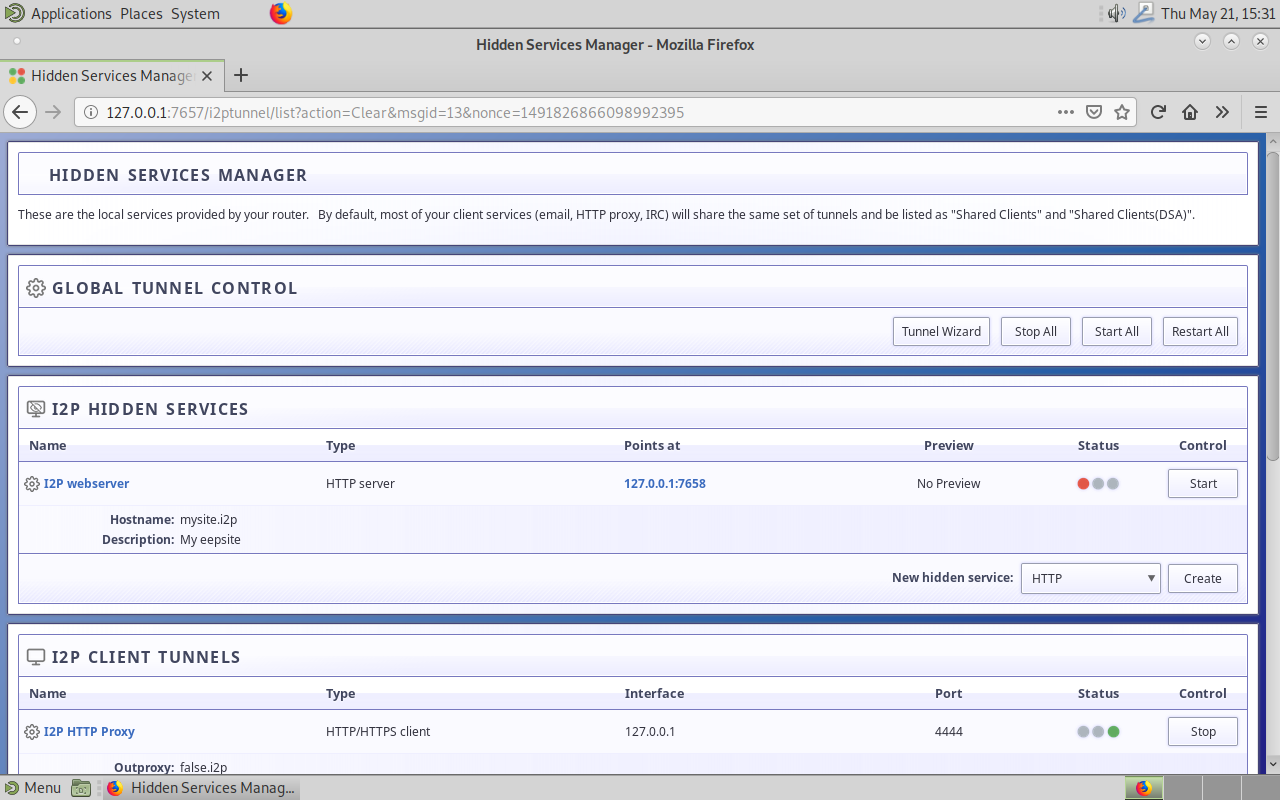 Applications Places System Thu May 21, 15:31
Hidden Services Manager - Mozilla Firefox
Hidden Services Manage
127.0.0.1:7657/i2ptunnel/list?action=Clear&msgid=13&nonce=1491826866098992395
HIDDEN SERVICES MANAGER
These are the local services provided by your router. By default, most of your client services (email, HTTP proxy, IRC) will share the same set of tunnels and be listed as "Shared Clients" and "Shared Clients(DSA)".
GLOBAL TUNNEL CONTROL
Tunnel Wizard Stop All Start All Restart All
I2P HIDDEN SERVICES
Name Type Points at Preview Status Control
I2P webserver HTTP server 127.0.0.1:7658 No Preview Start
Hostname: mysite.i2p
Description: My eepsite
New hidden service: HTTP Create
I2P CLIENT TUNNELS
Name Type Interface Port Status Control
I2P HTTP Proxy HTTP/HTTPS client 127.0.0.1 4444 Stop
Outproxy: false.i2p
Menu Hidden Services Manag...